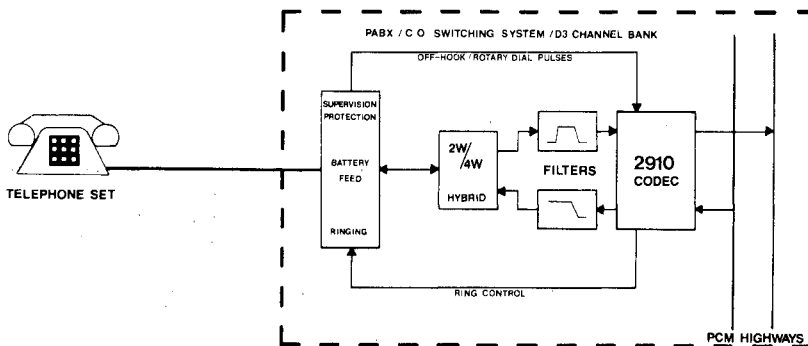 PABX / C O SWITCHING SYSTEM / D3 CHANNEL BANK
OFF-HOOK / ROTARY DIAL PULSES
SUPERVISION
PROTECTION
BATTERY
FEED
RINGING
2W/
4W
HYBRID
FILTERS
2910
CODEC
TELEPHONE SET
RING CONTROL
PCM HIGHWAYS